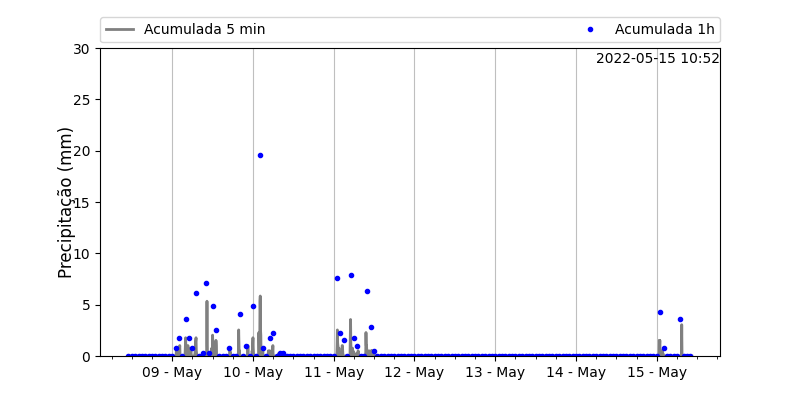 Acumulada 5 min
Acumulada 1h
2022-05-15 10:52
Precipitação (mm)
30
25
20
15
10
5
0
09 - May
10 - May
11 - May
12 - May
13 - May
14 - May
15 - May